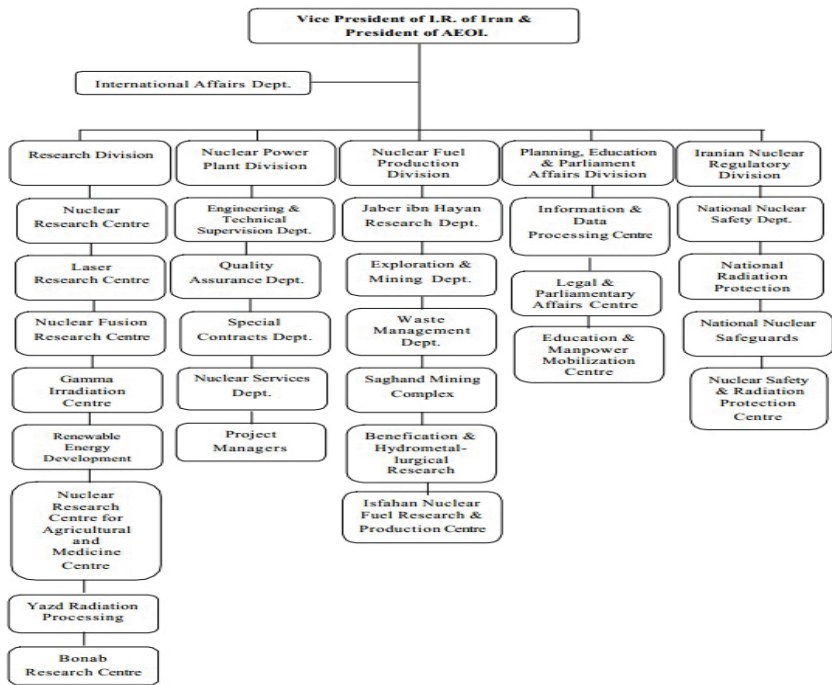 Vice President of I.R. of Iran &
President of AEOI.
International Affairs Dept.
Research Division
Nuclear Power
Plant Division
Nuclear Fuel
Production
Division
Planning, Education
& Parliament
Affairs Division
Iranian Nuclear
Regulatory
Division
Nuclear
Research Centre
Laser
Research Centre
Nuclear Fusion
Research Centre
Gamma
Irradiation
Centre
Renewable
Energy
Development
Nuclear
Research
Centre for
Agricultural
and
Medicine
Centre
Yazd Radiation
Processing
Bonab
Research Centre
Engineering &
Technical
Supervision Dept.
Quality
Assurance Dept.
Special
Contracts Dept.
Nuclear Services
Dept.
Project
Managers
Jaber ibn Hayan
Research Dept.
Exploration &
Mining Dept.
Waste
Management
Dept.
Saghand Mining
Complex
Benefication &
Hydrometal-
lurgical
Research
Isfahan Nuclear
Fuel Research &
Production Centre
Information &
Data
Processing Centre
Legal &
Parliamentary
Affairs Centre
Education &
Manpower
Mobilization
Centre
National Nuclear
Safety Dept.
National
Radiation
Protection
National Nuclear
Safeguards
Nuclear Safety
& Radiation
Protection
Centre